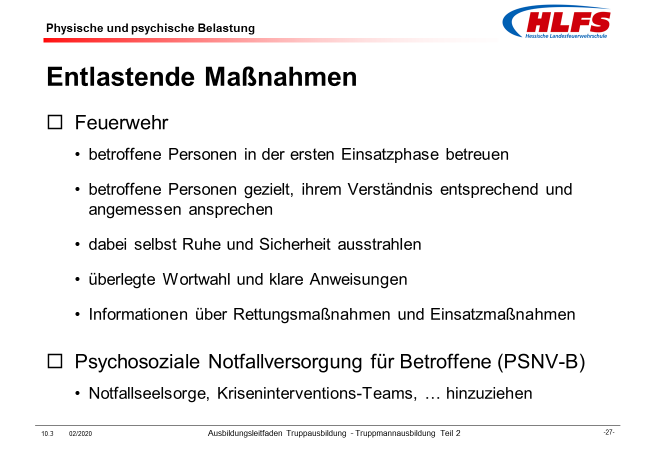 Physische und psychische Belastung
HLFS
Hessische Landesfeuerwehrschule
Entlastende Maßnahmen
☐ Feuerwehr
• betroffene Personen in der ersten Einsatzphase betreuen
• betroffene Personen gezielt, ihrem Verständnis entsprechend und
angemessen ansprechen
• dabei selbst Ruhe und Sicherheit ausstrahlen
• überlegte Wortwahl und klare Anweisungen
• Informationen über Rettungsmaßnahmen und Einsatzmaßnahmen
☐ Psychosoziale Notfallversorgung für Betroffene (PSNV-B)
• Notfallseelsorge, Kriseninterventions-Teams, … hinzuziehen
10.3 02/2020 Ausbildungsleitfaden Truppausbildung - Truppmannausbildung Teil 2 -27-